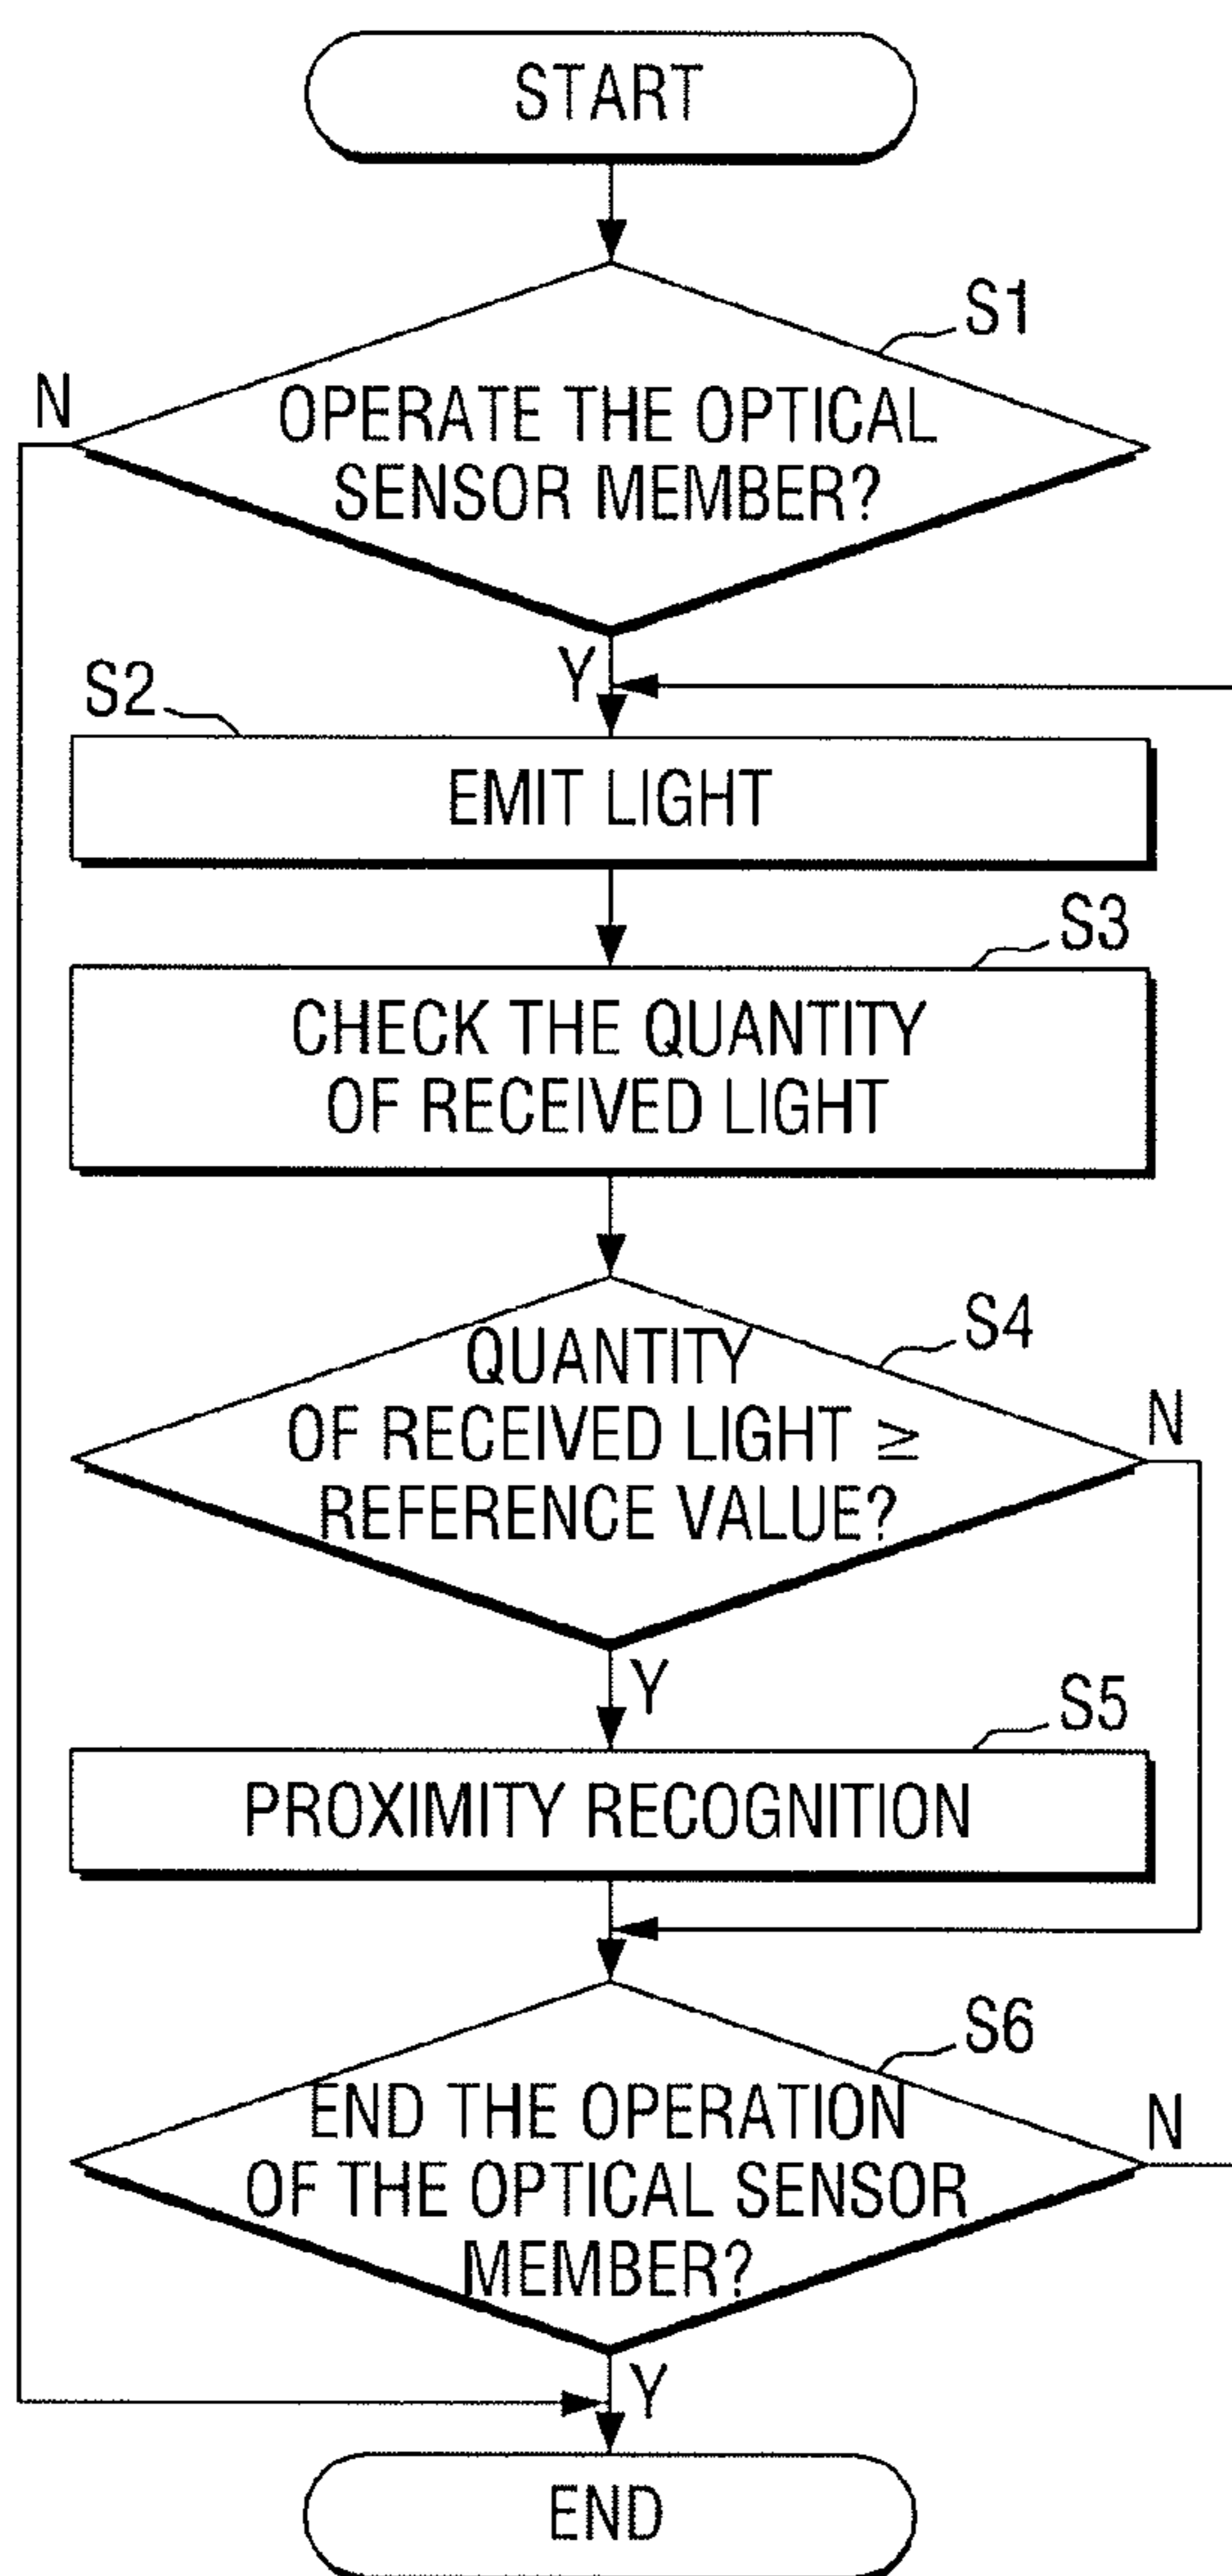 START
S1
N
OPERATE THE OPTICAL
SENSOR MEMBER?
Y
S2
EMIT LIGHT
S3
CHECK THE QUANTITY
OF RECEIVED LIGHT
S4
QUANTITY
OF RECEIVED LIGHT ≥
REFERENCE VALUE?
N
Y
S5
PROXIMITY RECOGNITION
S6
END THE OPERATION
OF THE OPTICAL SENSOR
MEMBER?
N
Y
END